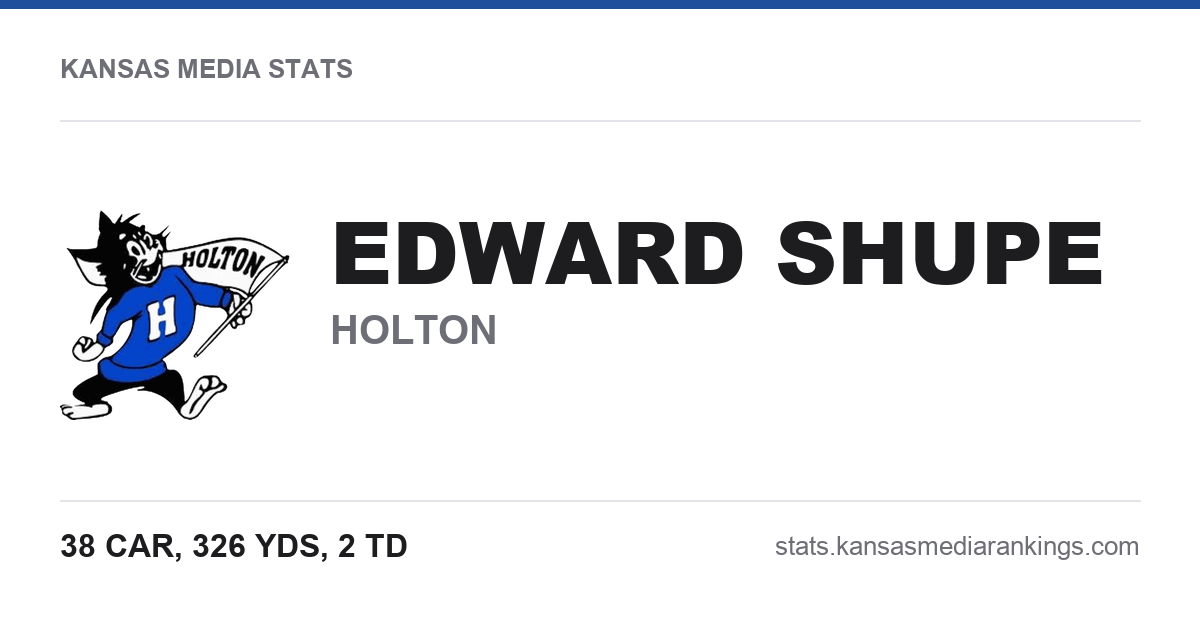 KANSAS MEDIA STATS
HOLTON
H
EDWARD SHUPE
HOLTON
38 CAR, 326 YDS, 2 TD
stats.kansasmediarankings.com